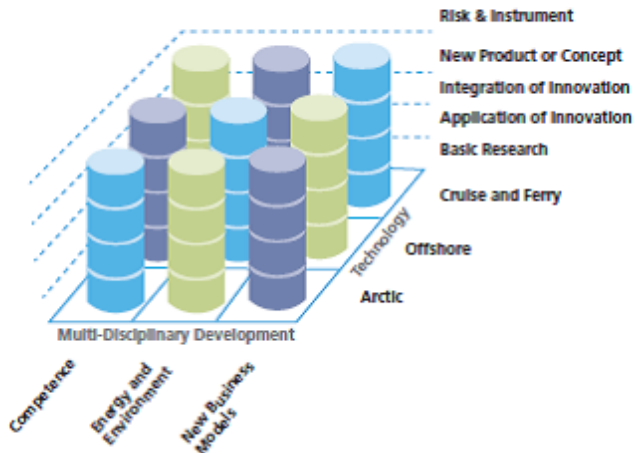 Risk & Instrument
New Product or Concept
Integration of Innovation
Application of Innovation
Basic Research
Cruise and Ferry
Offshore
Arctic
Technology
Multi-Disciplinary Development
Competence
Energy and
Environment
New Business
Models